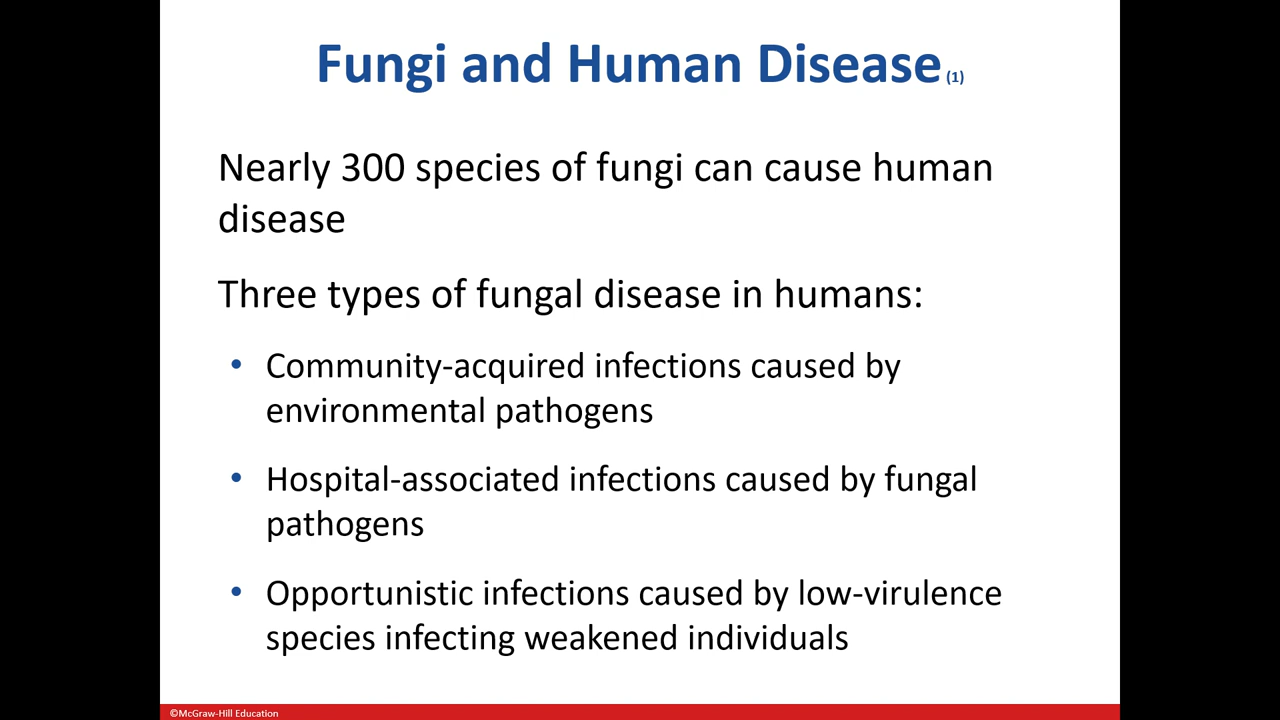 Fungi and Human Disease (1)
Nearly 300 species of fungi can cause human
disease
Three types of fungal disease in humans:
• Community-acquired infections caused by
environmental pathogens
• Hospital-associated infections caused by fungal
pathogens
• Opportunistic infections caused by low-virulence
species infecting weakened individuals
©McGraw-Hill Education